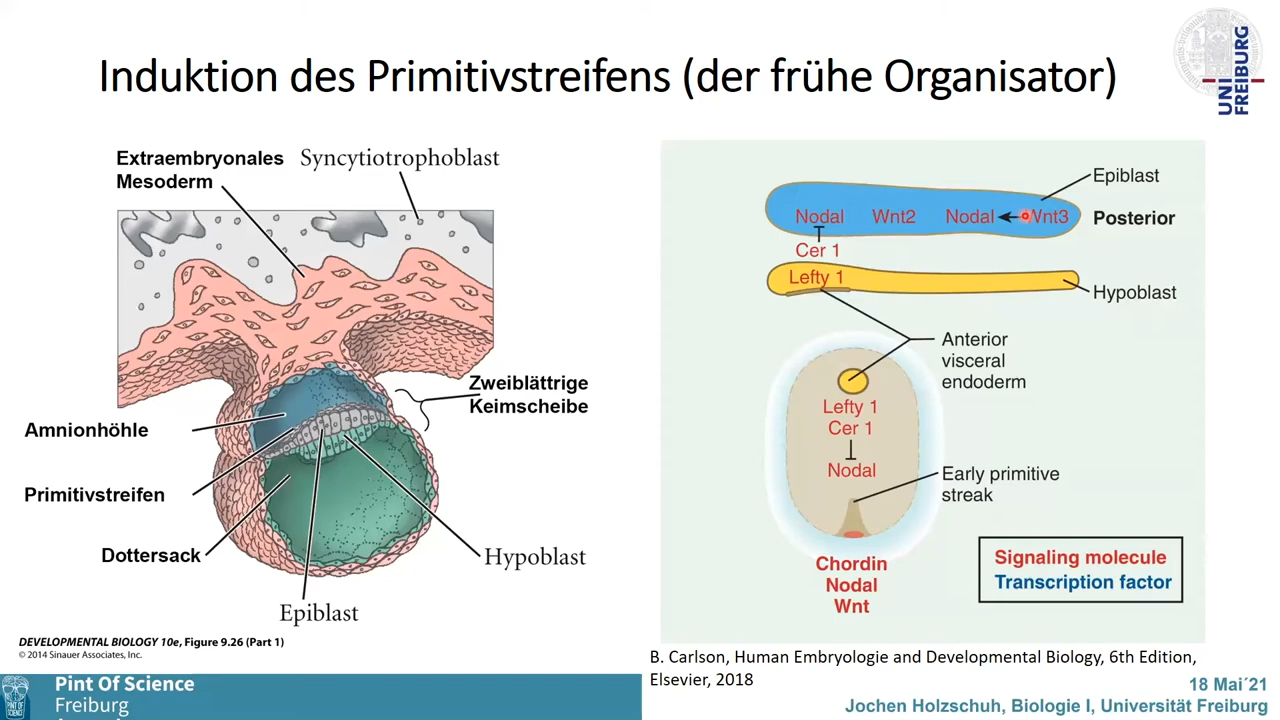 Induktion des Primitivstreifens (der frühe Organisator)
UNI
FREIBURG
Extraembryonales
Mesoderm
Syncytiotrophoblast
Zweiblättrige
Keimscheibe
Amnionhöhle
Primitivstreifen
Dottersack
Hypoblast
Epiblast
DEVELOPMENTAL BIOLOGY 10e, Figure 9.26 (Part 1)
© 2014 Sinauer Associates, Inc.
Epiblast
Nodal Wnt2 Nodal Wnt3 Posterior
Cer 1
Lefty 1
Hypoblast
Anterior
visceral
endoderm
Lefty 1
Cer 1
Nodal
Early primitive
streak
Chordin
Nodal
Wnt
Signaling molecule
Transcription factor
B. Carlson, Human Embryologie and Developmental Biology, 6th Edition,
Elsevier, 2018
Pint Of Science
Freiburg
18 Mai´21
Jochen Holzschuh, Biologie I, Universität Freiburg